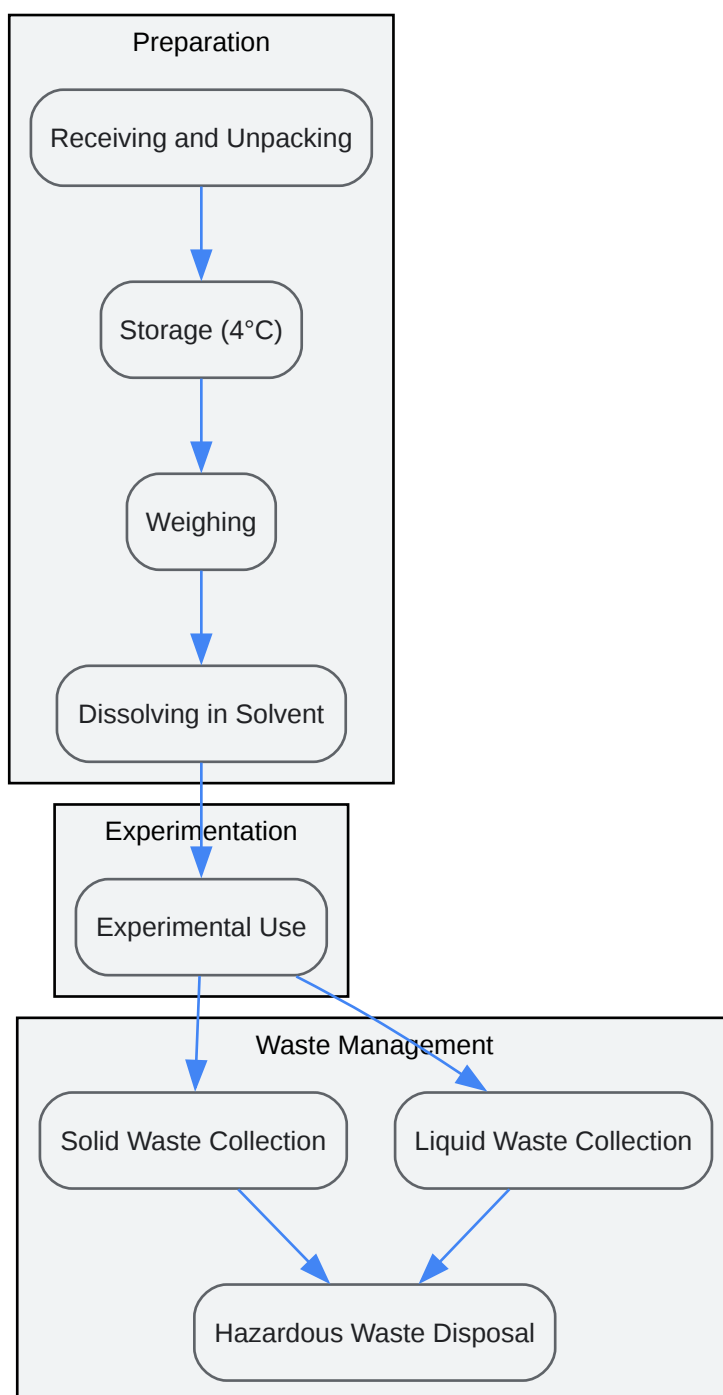 Preparation
Receiving and Unpacking
Storage (4°C)
Weighing
Dissolving in Solvent
Experimentation
Experimental Use
Waste Management
Solid Waste Collection
Liquid Waste Collection
Hazardous Waste Disposal